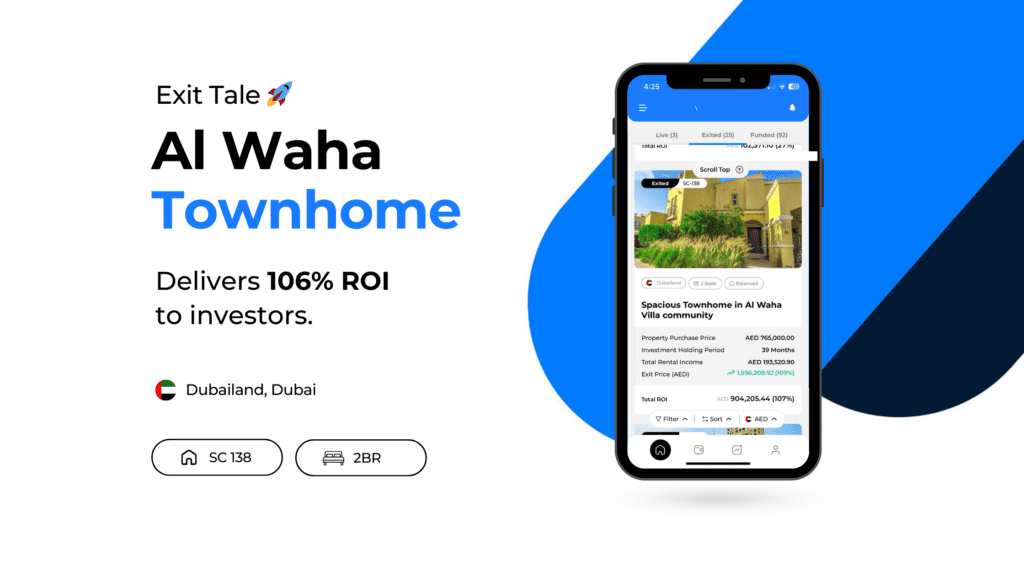 Exit Tale
Al Waha
Townhome
Delivers 106% ROI
to investors.
Dubailand, Dubai
SC 138
2BR
4:25
Live (3)
Exited (25)
Funded (92)
Total ROI
Scroll Top
Exited
SC-138
Dubailand
2 Beds
Balanced
Spacious Townhome in Al Waha
Villa community
Property Purchase Price AED 765,000.00
Investment Holding Period 39 Months
Total Rental Income AED 193,520.90
Exit Price (AED) 1,596,208.92 (109%)
Total ROI AED 904,205.44 (107%)
Filter
Sort
AED